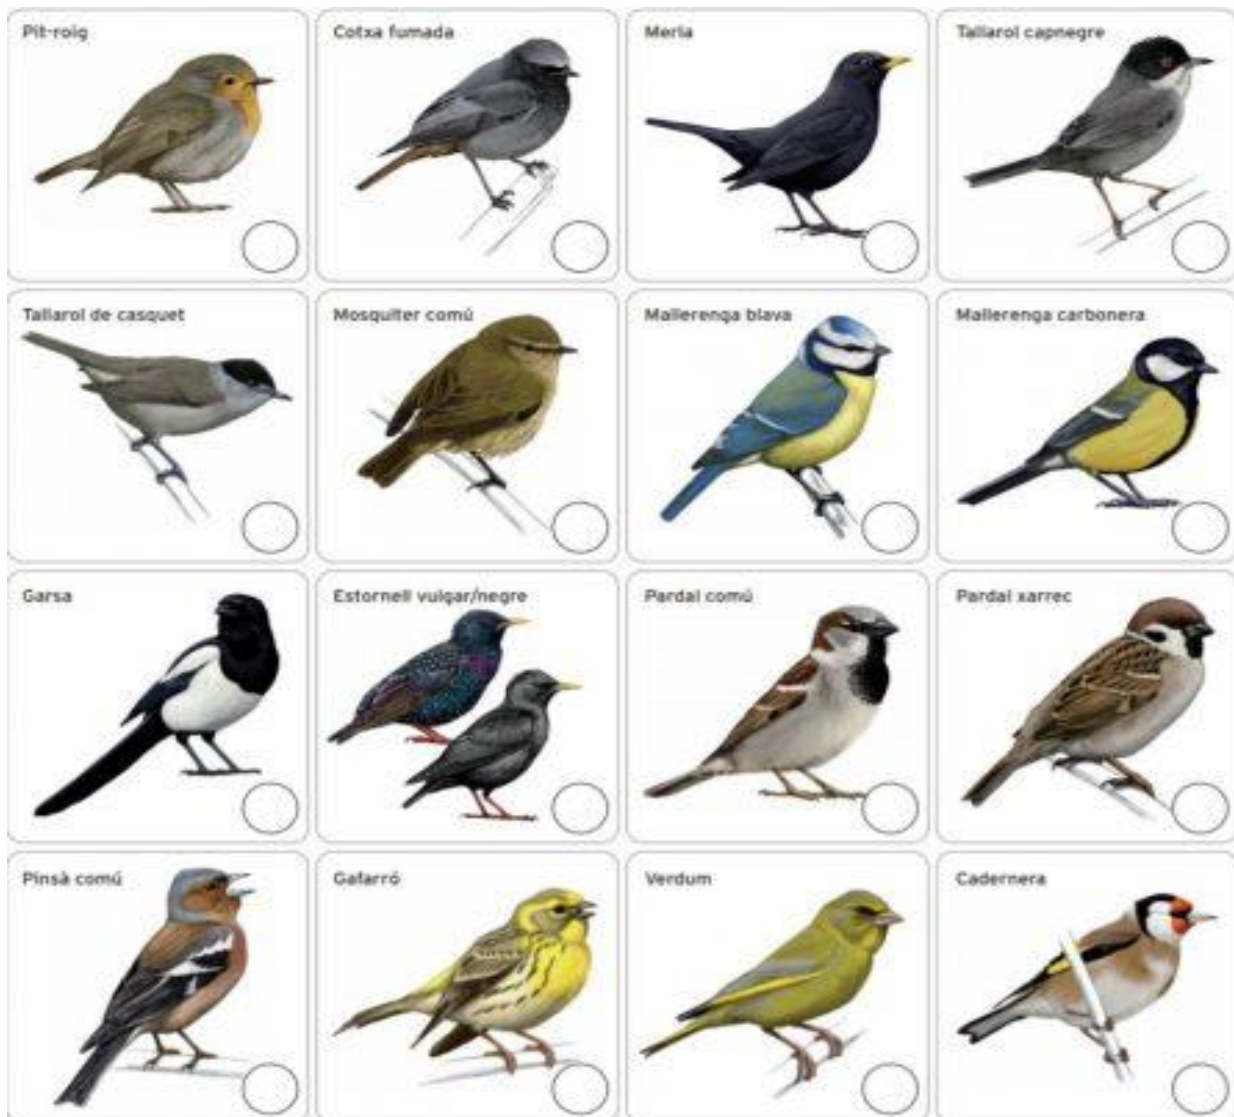 Pit-roig
Cotxa fumada
Merla
Tallarol capnegre
Tallarol de casquet
Mosquiter comú
Mallerenga blava
Mallerenga carbonera
Garsa
Estornell vulgar/negre
Pardal comú
Pardal xarrec
Pinsà comú
Gafarró
Verdum
Cadernera